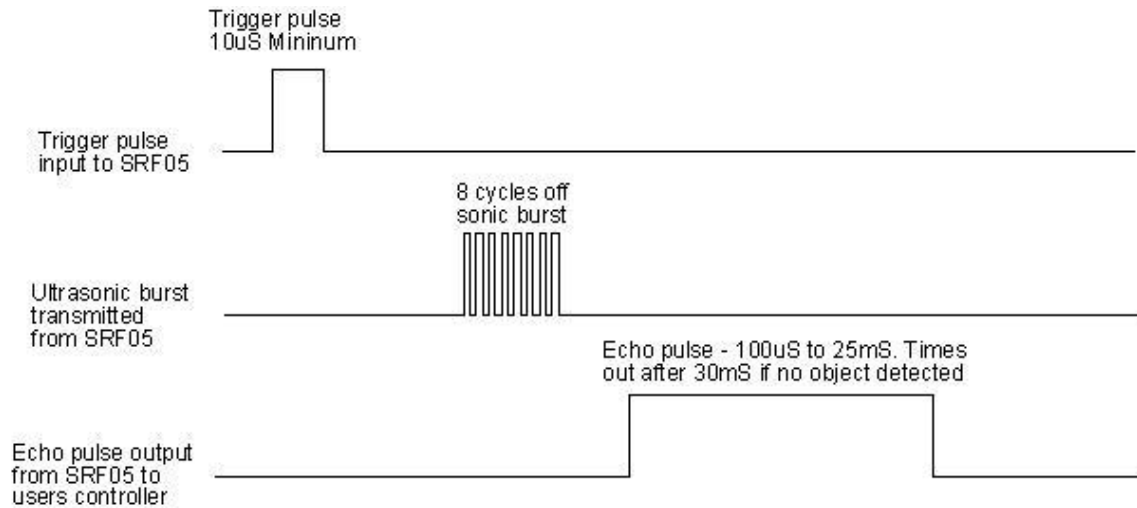 Trigger pulse
10uS Mininum
Trigger pulse
input to SRF05
8 cycles off
sonic burst
Ultrasonic burst
transmitted
from SRF05
Echo pulse - 100uS to 25mS. Times
out after 30mS if no object detected
Echo pulse output
from SRF05 to
users controller